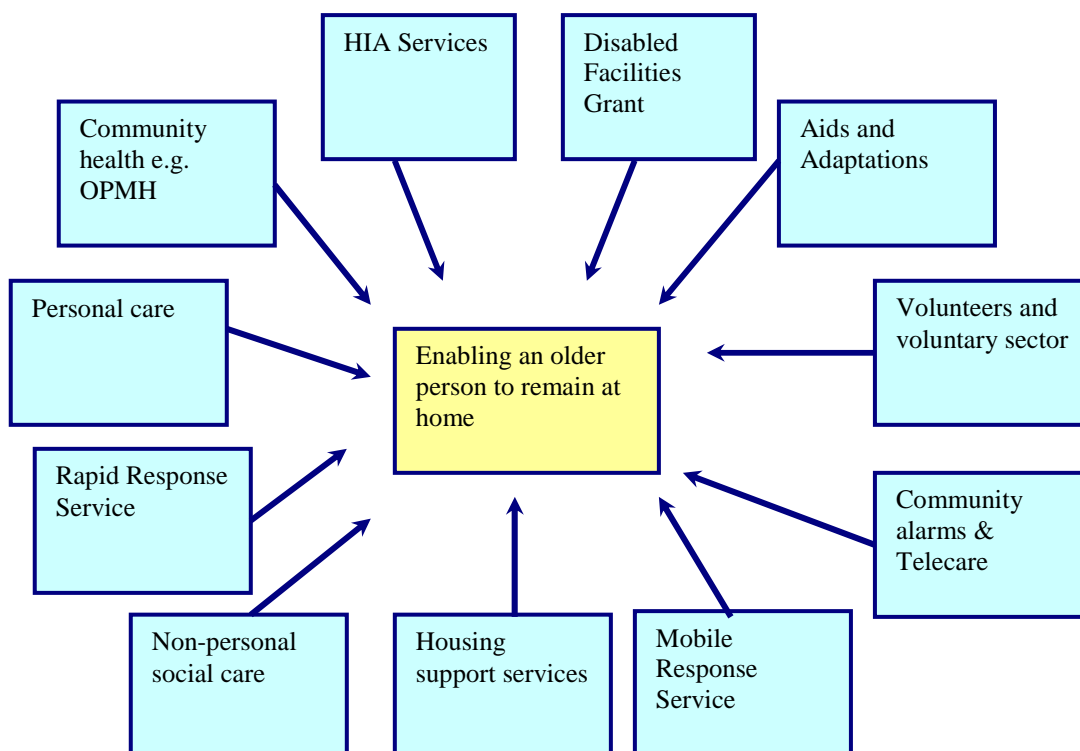 HIA Services
Disabled
Facilities
Grant
Community
health e.g.
OPMH
Aids and
Adaptations
Personal care
Volunteers and
voluntary sector
Enabling an older
person to remain at
home
Rapid Response
Service
Community
alarms &
Telecare
Non-personal
social care
Housing
support services
Mobile
Response
Service